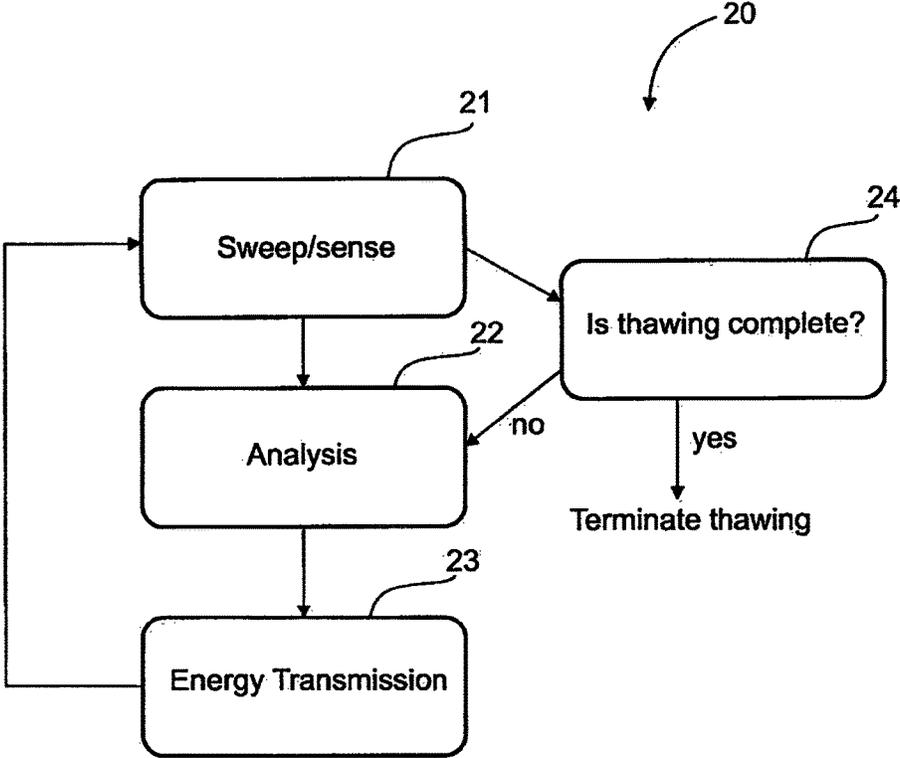 20
21
Sweep/sense
24
Is thawing complete?
22
Analysis
no
yes
Terminate thawing
23
Energy Transmission